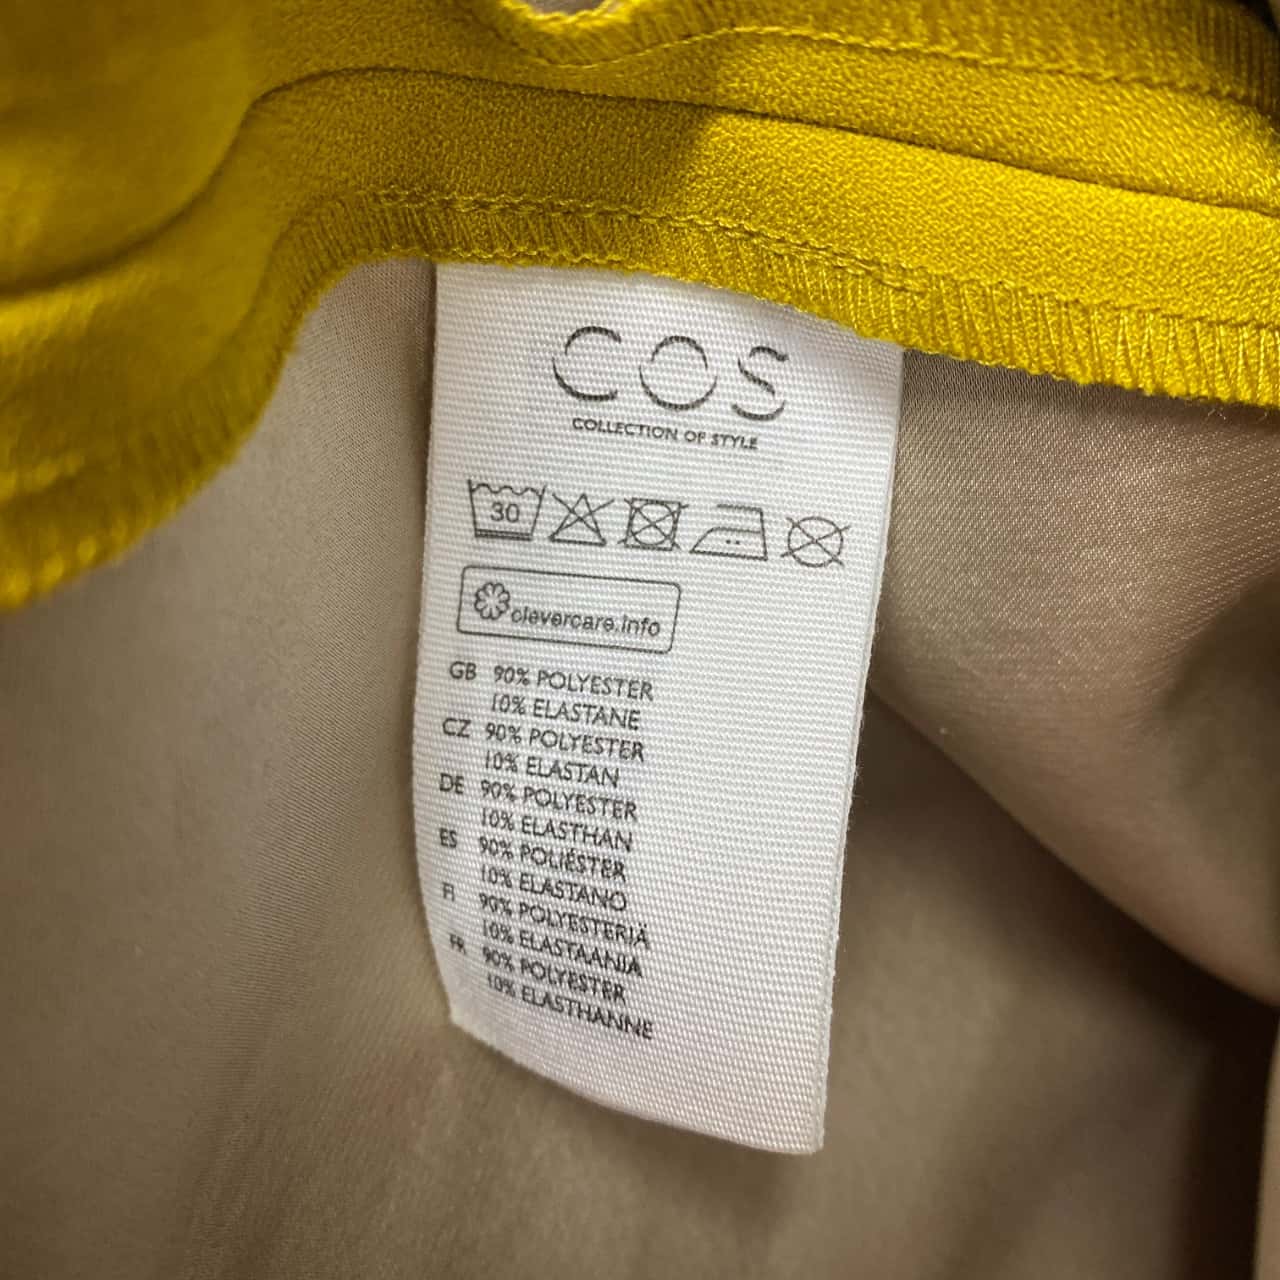 COS
COLLECTION OF STYLE
30
clevercare.info
GB 90% POLYESTER
10% ELASTANE
CZ 90% POLYESTER
10% ELASTAN
DE 90% POLYESTER
10% ELASTHAN
ES 90% POLIÉSTER
10% ELASTANO
FI 90% POLYESTERIÄ
10% ELASTAANIA
FR 90% POLYESTER
10% ELASTHANNE